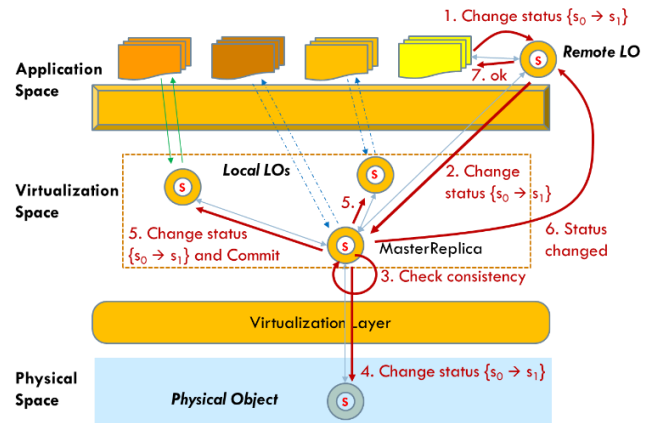 1. Change status {s0 → s1}
Remote LO
S
7. ok
Application
Space
Local LOs
S
S
2. Change
status {s0 → s1}
Virtualization
Space
5.
5. Change status
{s0 → s1} and Commit
S
MasterReplica
6. Status
changed
3. Check consistency
Virtualization Layer
4. Change status {s0 → s1}
Physical
Space
Physical Object
S